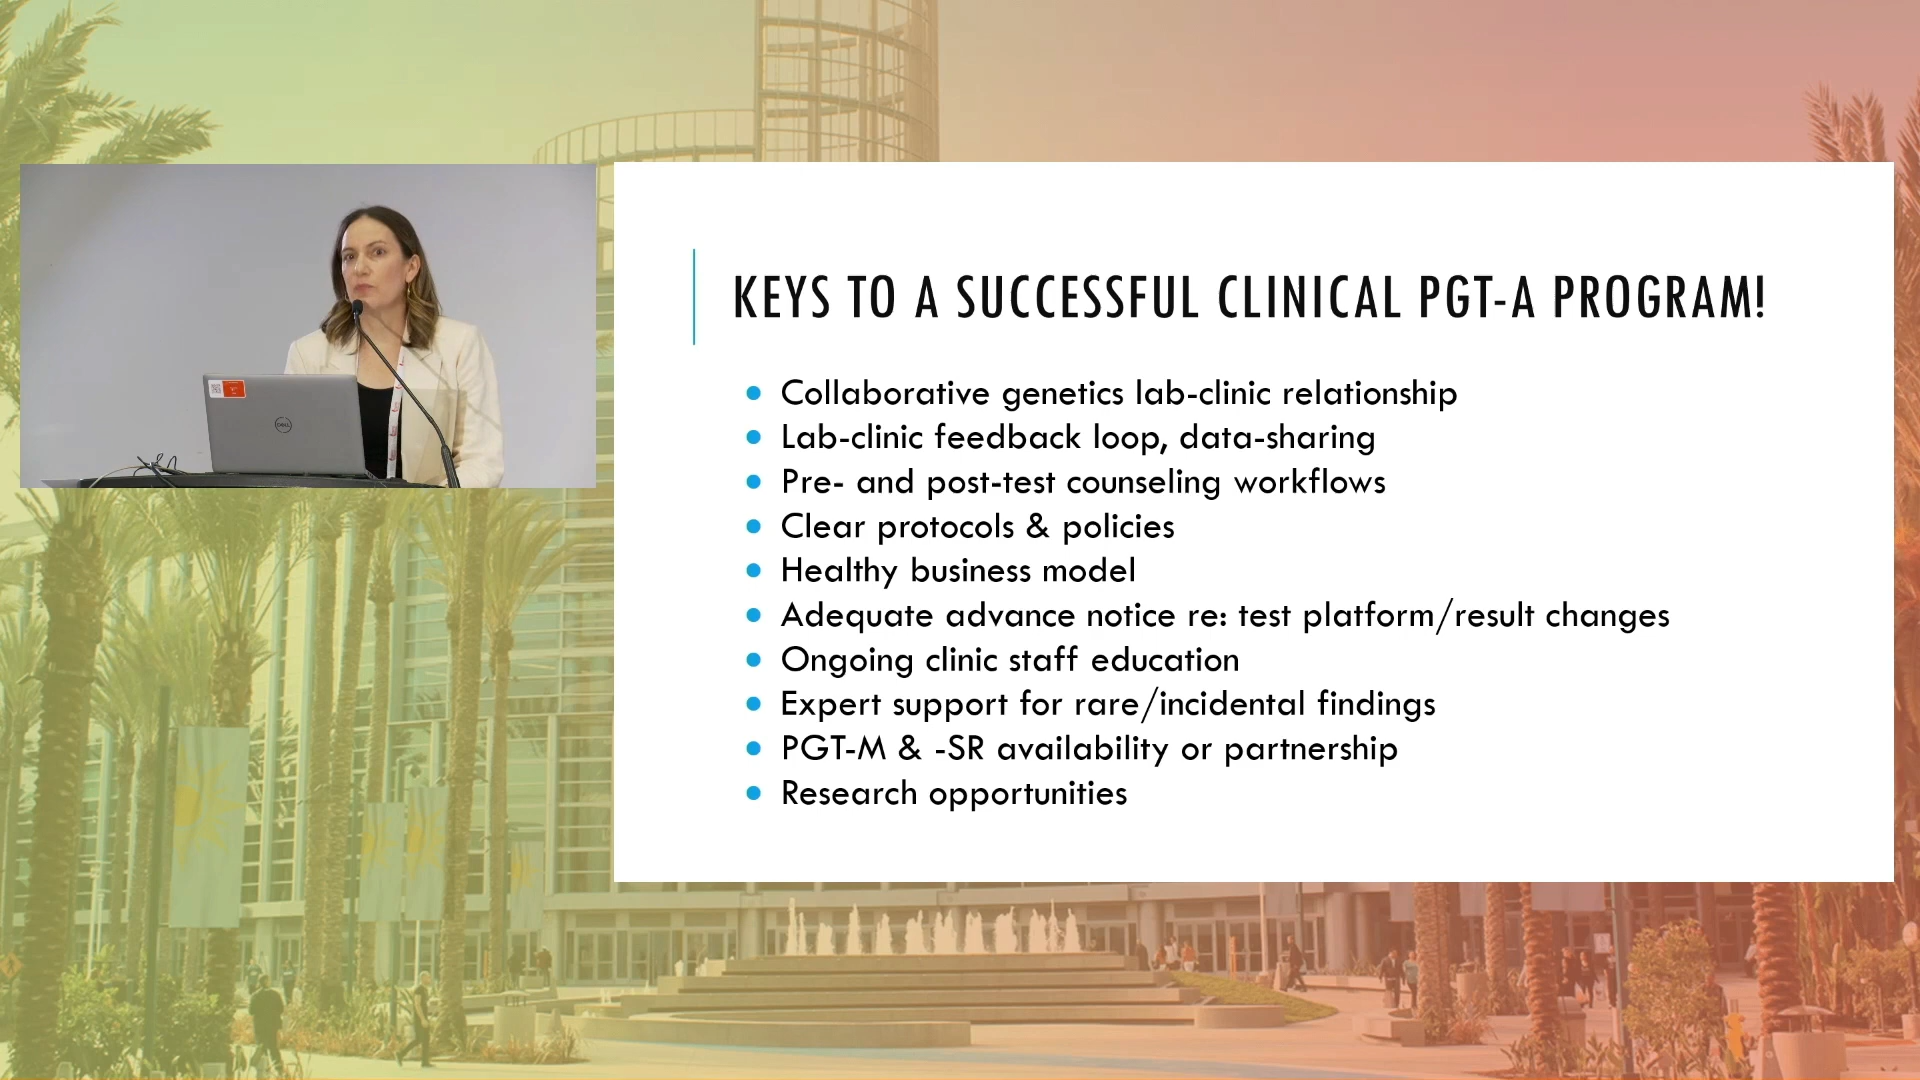 KEYS TO A SUCCESSFUL CLINICAL PGT-A PROGRAM!
• Collaborative genetics lab-clinic relationship
• Lab-clinic feedback loop, data-sharing
• Pre- and post-test counseling workflows
• Clear protocols & policies
• Healthy business model
• Adequate advance notice re: test platform/result changes
• Ongoing clinic staff education
• Expert support for rare/incidental findings
• PGT-M & -SR availability or partnership
• Research opportunities
DELL